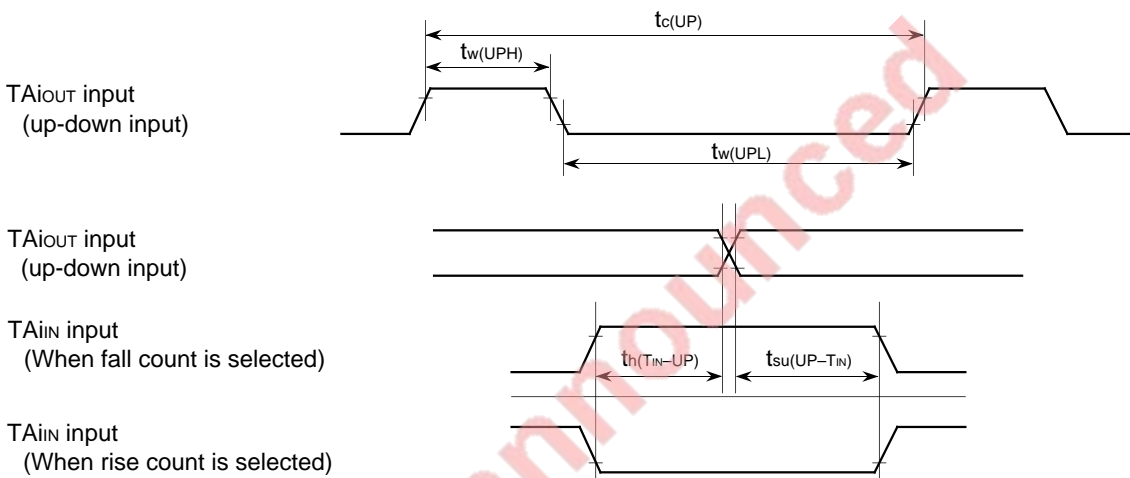 tc(UP)
tw(UPH)
TAiOUT input
(up-down input)
tw(UPL)
TAiOUT input
(up-down input)
TAiIN input
(When fall count is selected)
th(TIN–UP)
tsu(UP–TIN)
TAiIN input
(When rise count is selected)
nnounced